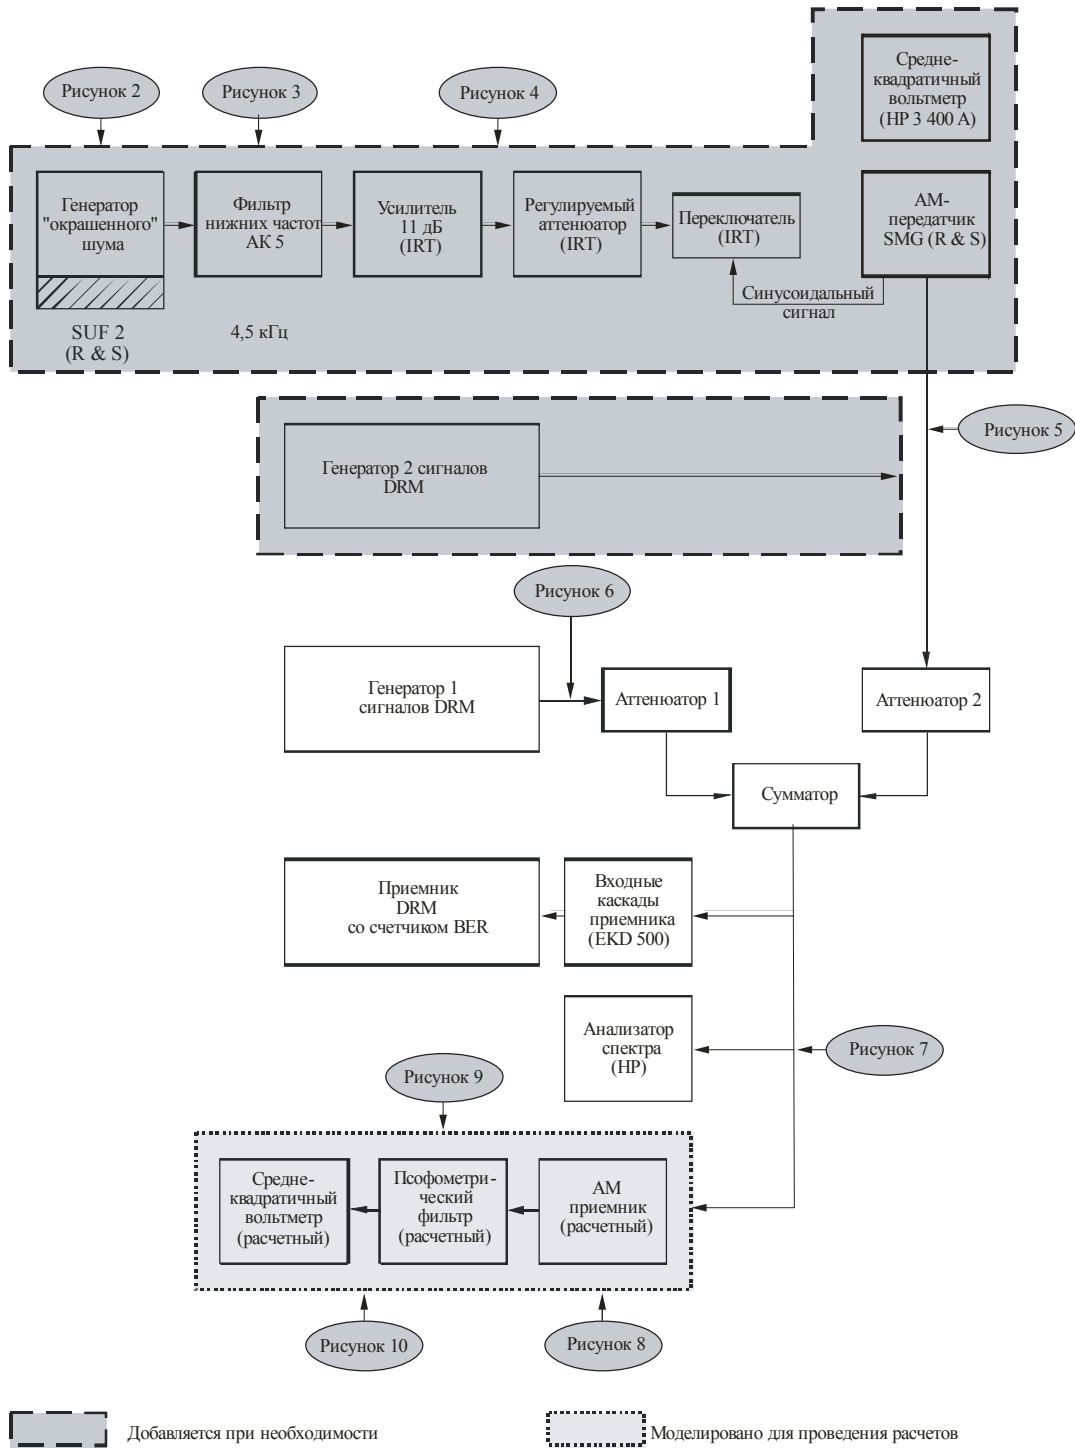 Средне-
квадратичный
вольтметр
(HP 3 400 A)
Рисунок 2
Рисунок 3
Рисунок 4
Генератор
"окрашенного"
шума
Фильтр
нижних частот
АК 5
Усилитель
11 дБ
(IRT)
Регулируемый
аттенюатор
(IRT)
Переключатель
(IRT)
АМ-
передатчик
SMG (R & S)
Синусоидальный
сигнал
SUF 2
(R & S)
4,5 кГц
Рисунок 5
Генератор 2 сигналов
DRM
Рисунок 6
Генератор 1
сигналов DRM
Аттенюатор 1
Аттенюатор 2
Сумматор
Приемник
DRM
со счетчиком BER
Входные
каскады
приемника
(EKD 500)
Анализатор
спектра
(HP)
Рисунок 7
Рисунок 9
Средне-
квадратичный
вольтметр
(расчетный)
Псофометри-
ческий
фильтр
(расчетный)
АМ
приемник
(расчетный)
Рисунок 10
Рисунок 8
Добавляется при необходимости
Моделировано для проведения расчетов